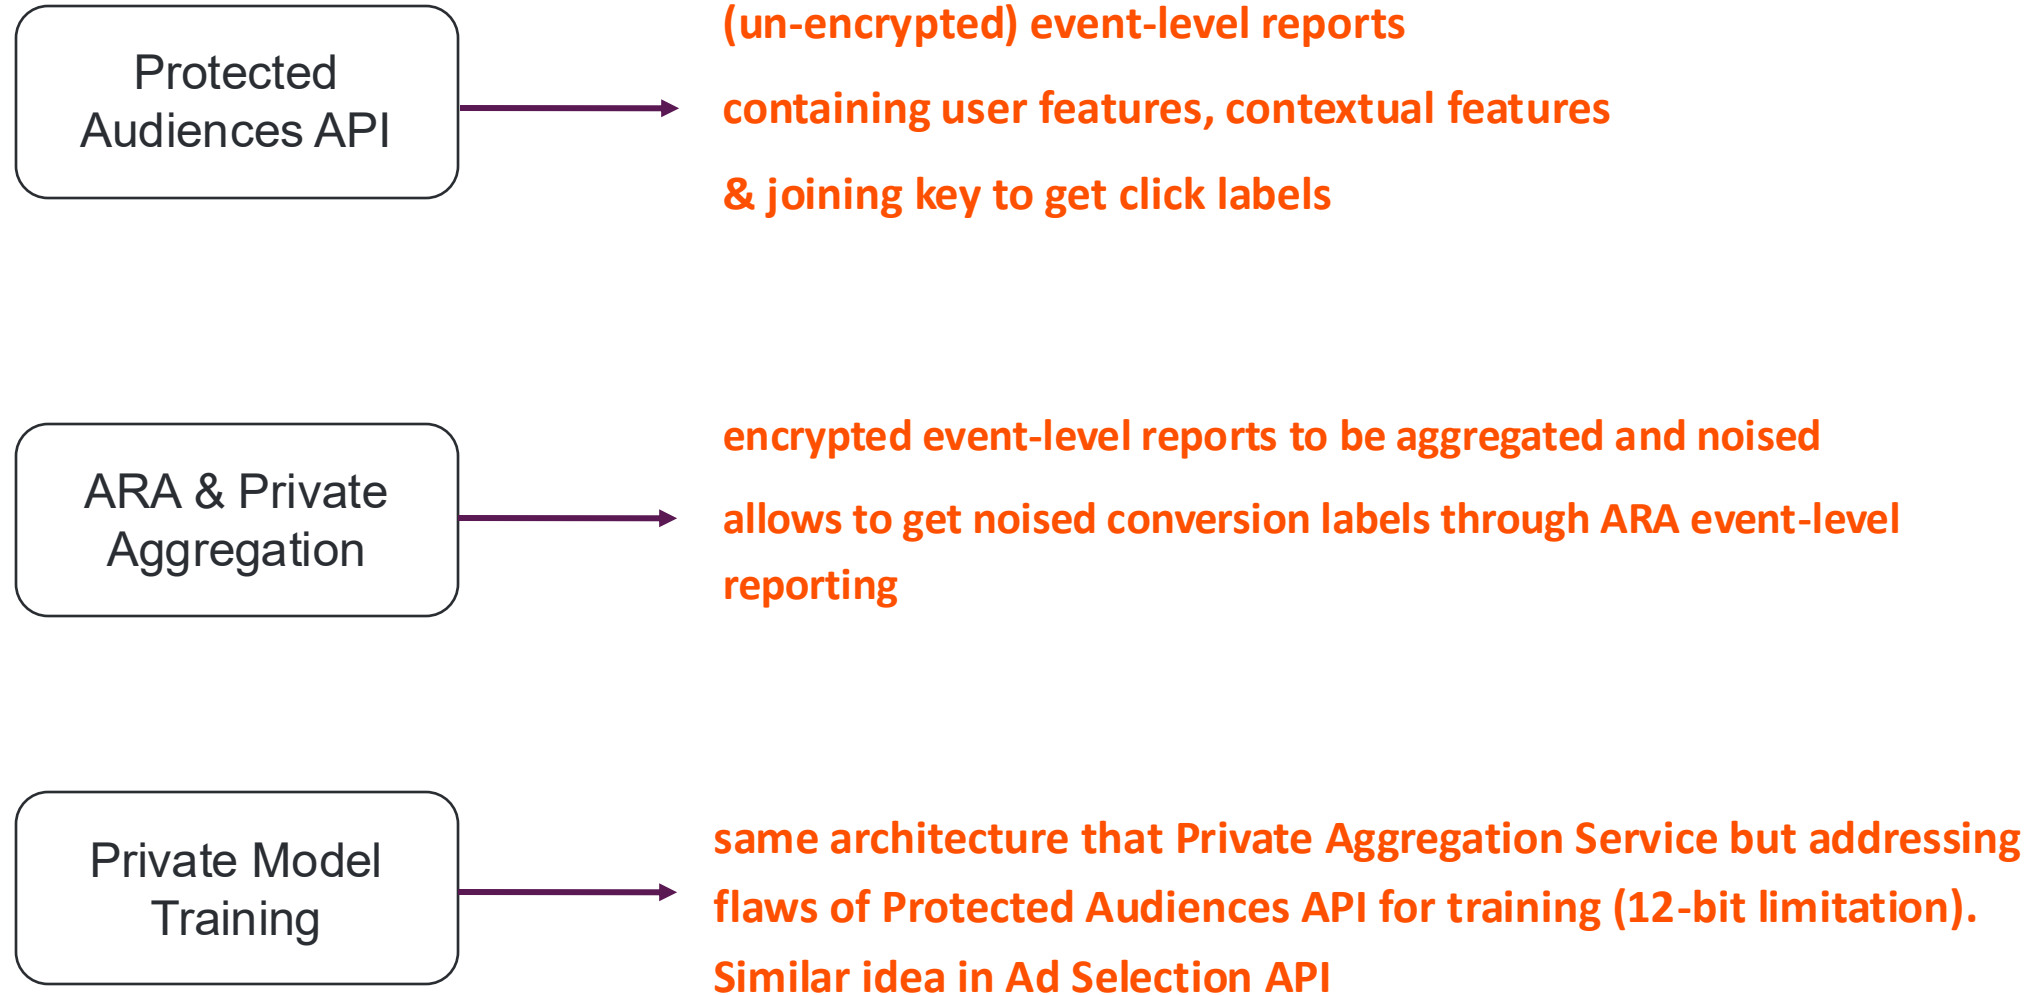 Protected
Audiences API
(un-encrypted) event-level reports
containing user features, contextual features
& joining key to get click labels
ARA & Private
Aggregation
encrypted event-level reports to be aggregated and noised
allows to get noised conversion labels through ARA event-level
reporting
Private Model
Training
same architecture that Private Aggregation Service but addressing
flaws of Protected Audiences API for training (12-bit limitation).
Similar idea in Ad Selection API